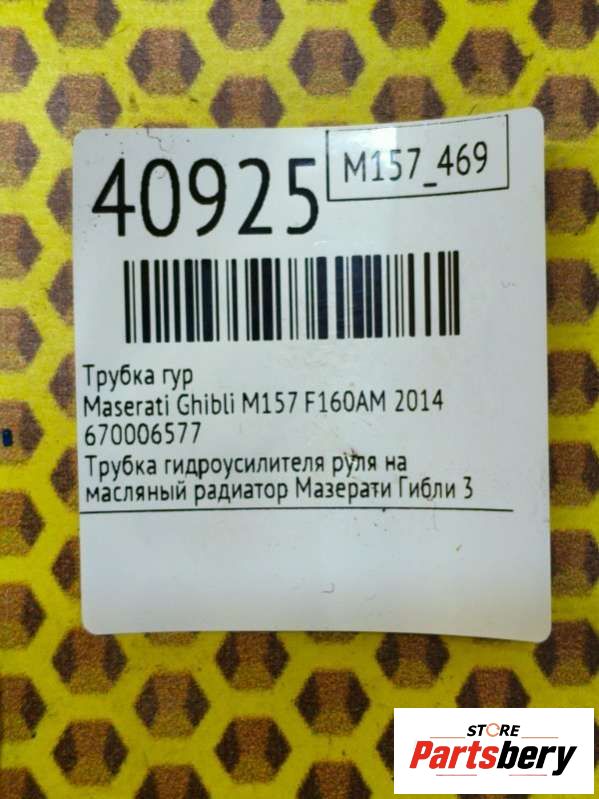 40925
M157_469
Трубка гур
Maserati Ghibli M157 F160AM 2014
670006577
Трубка гидроусилителя руля на
масляный радиатор Мазерати Гибли 3
STORE
Partsbery